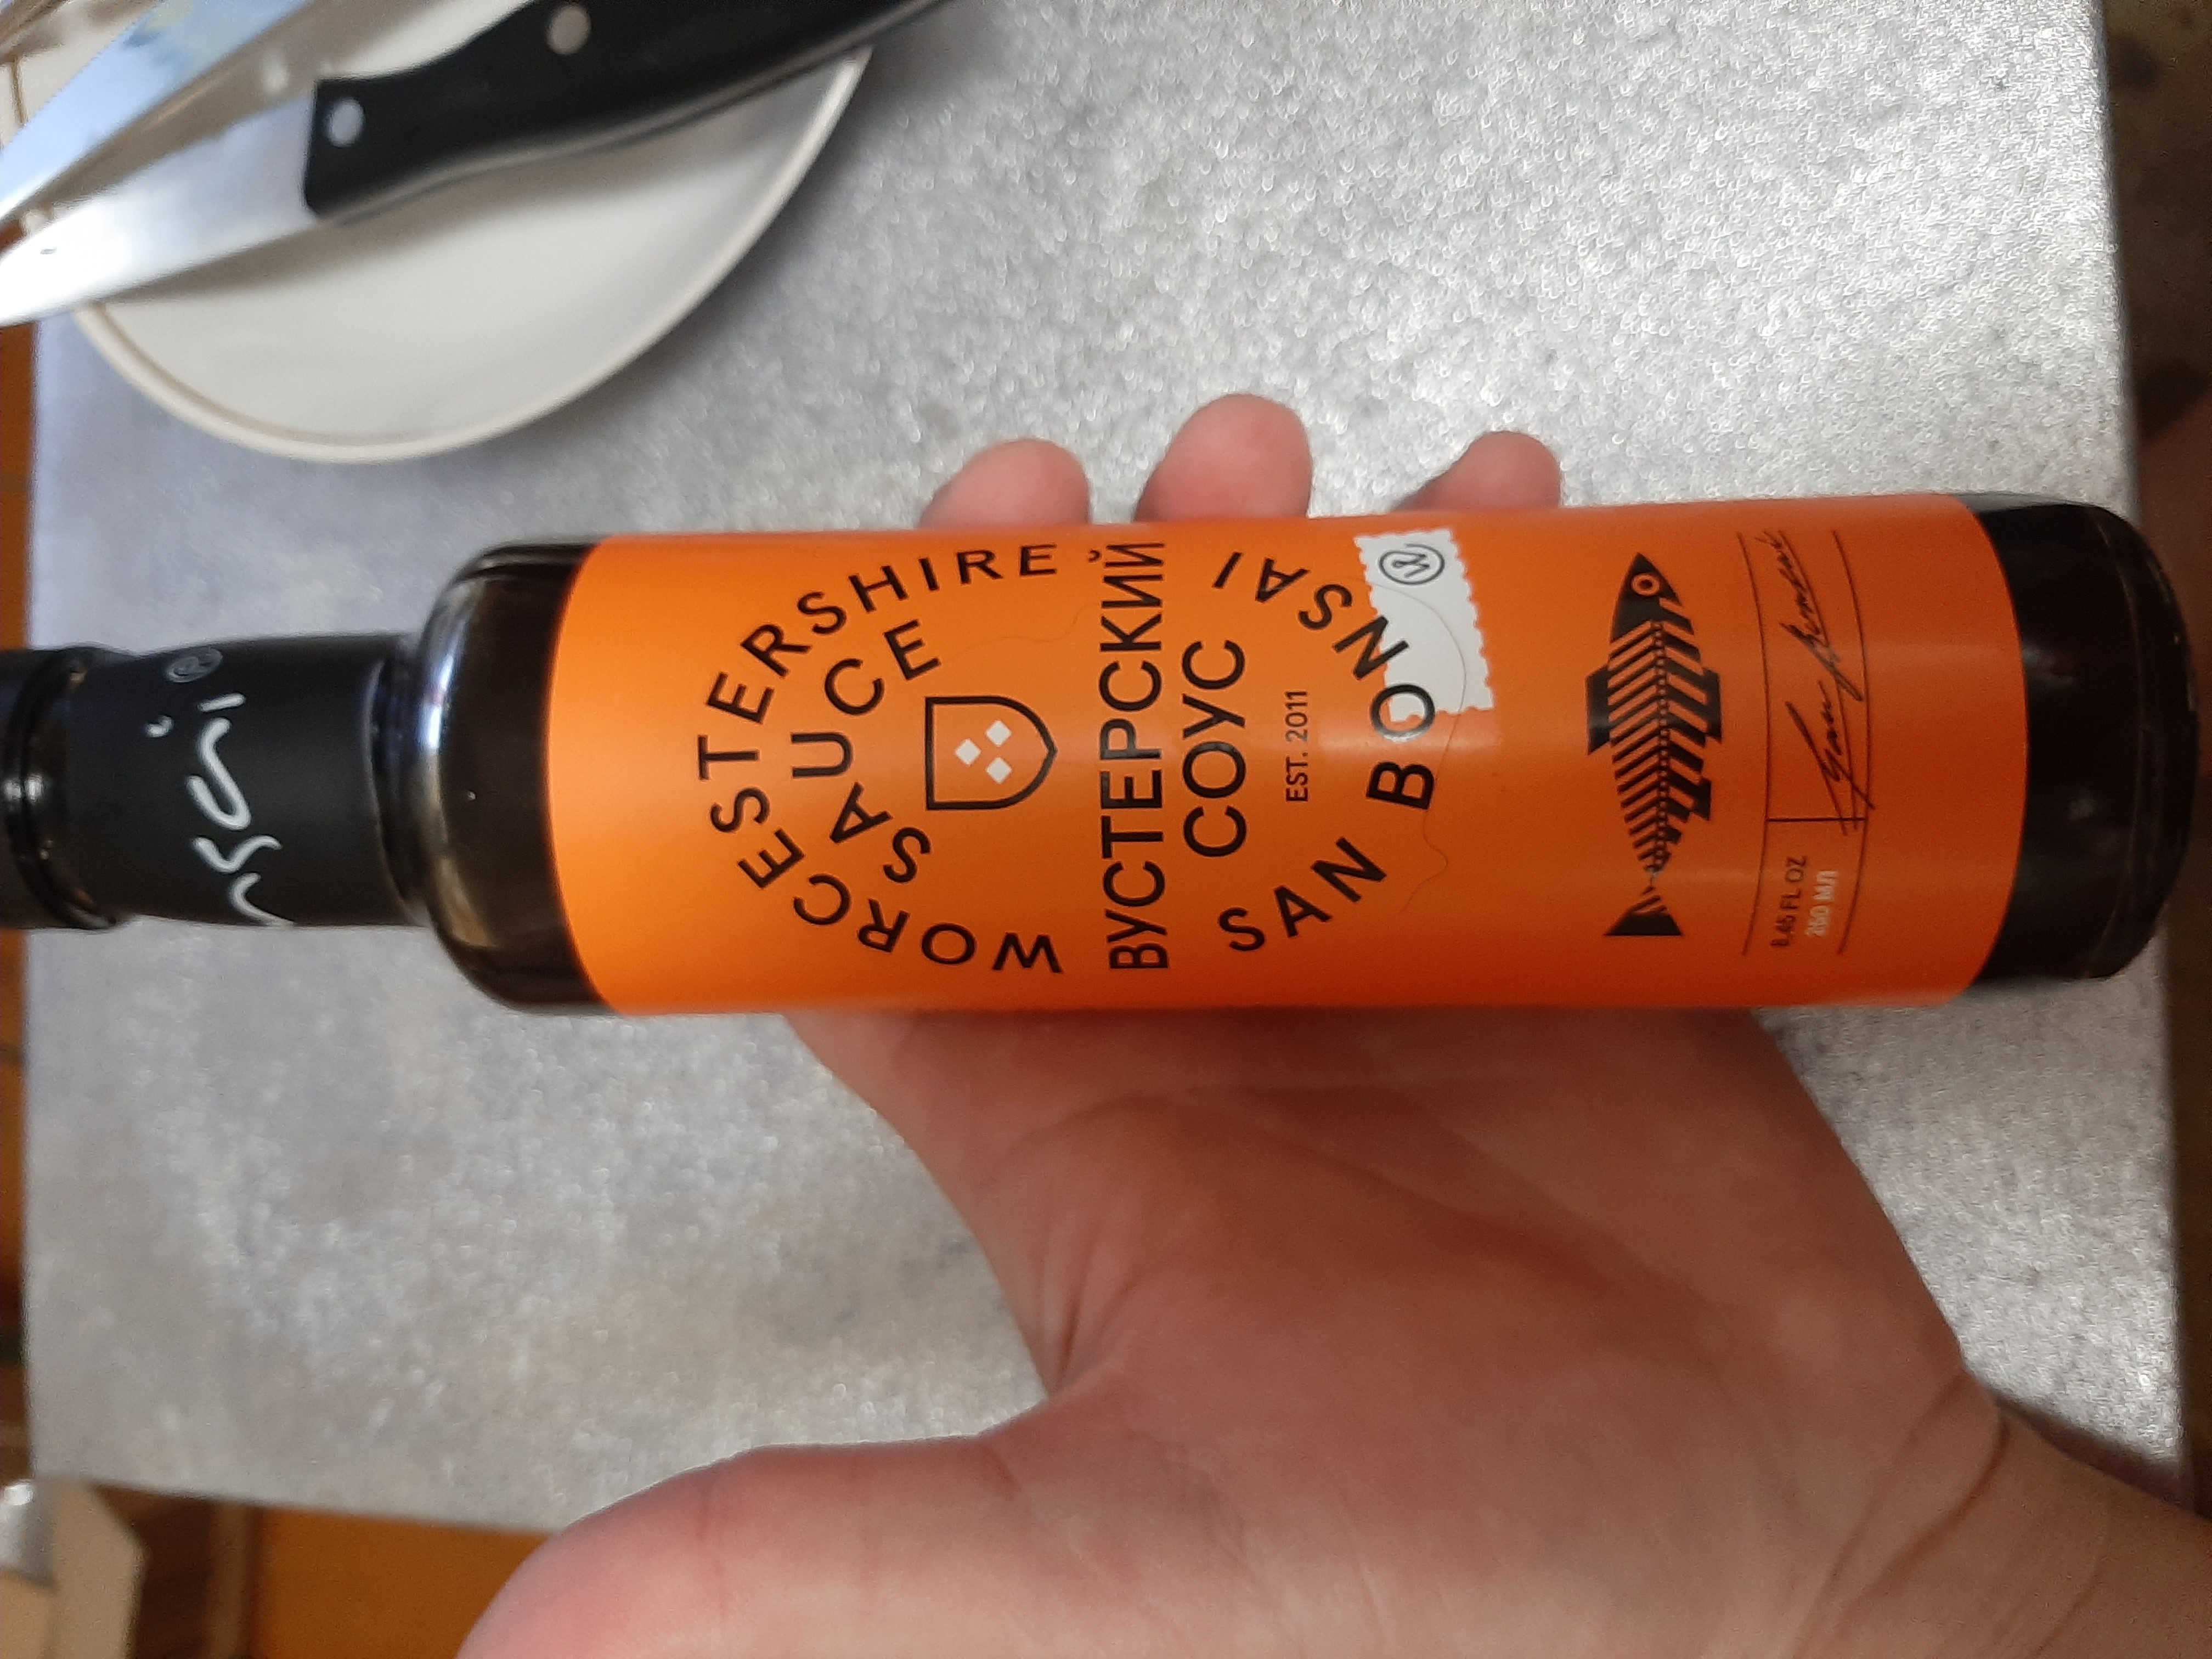 WORCESTERSHIRE
SAUCE
ВУСТЕРСКИЙ
СОУС
EST. 2011
SAN BONSAI
8,45 FL OZ
250 МЛ